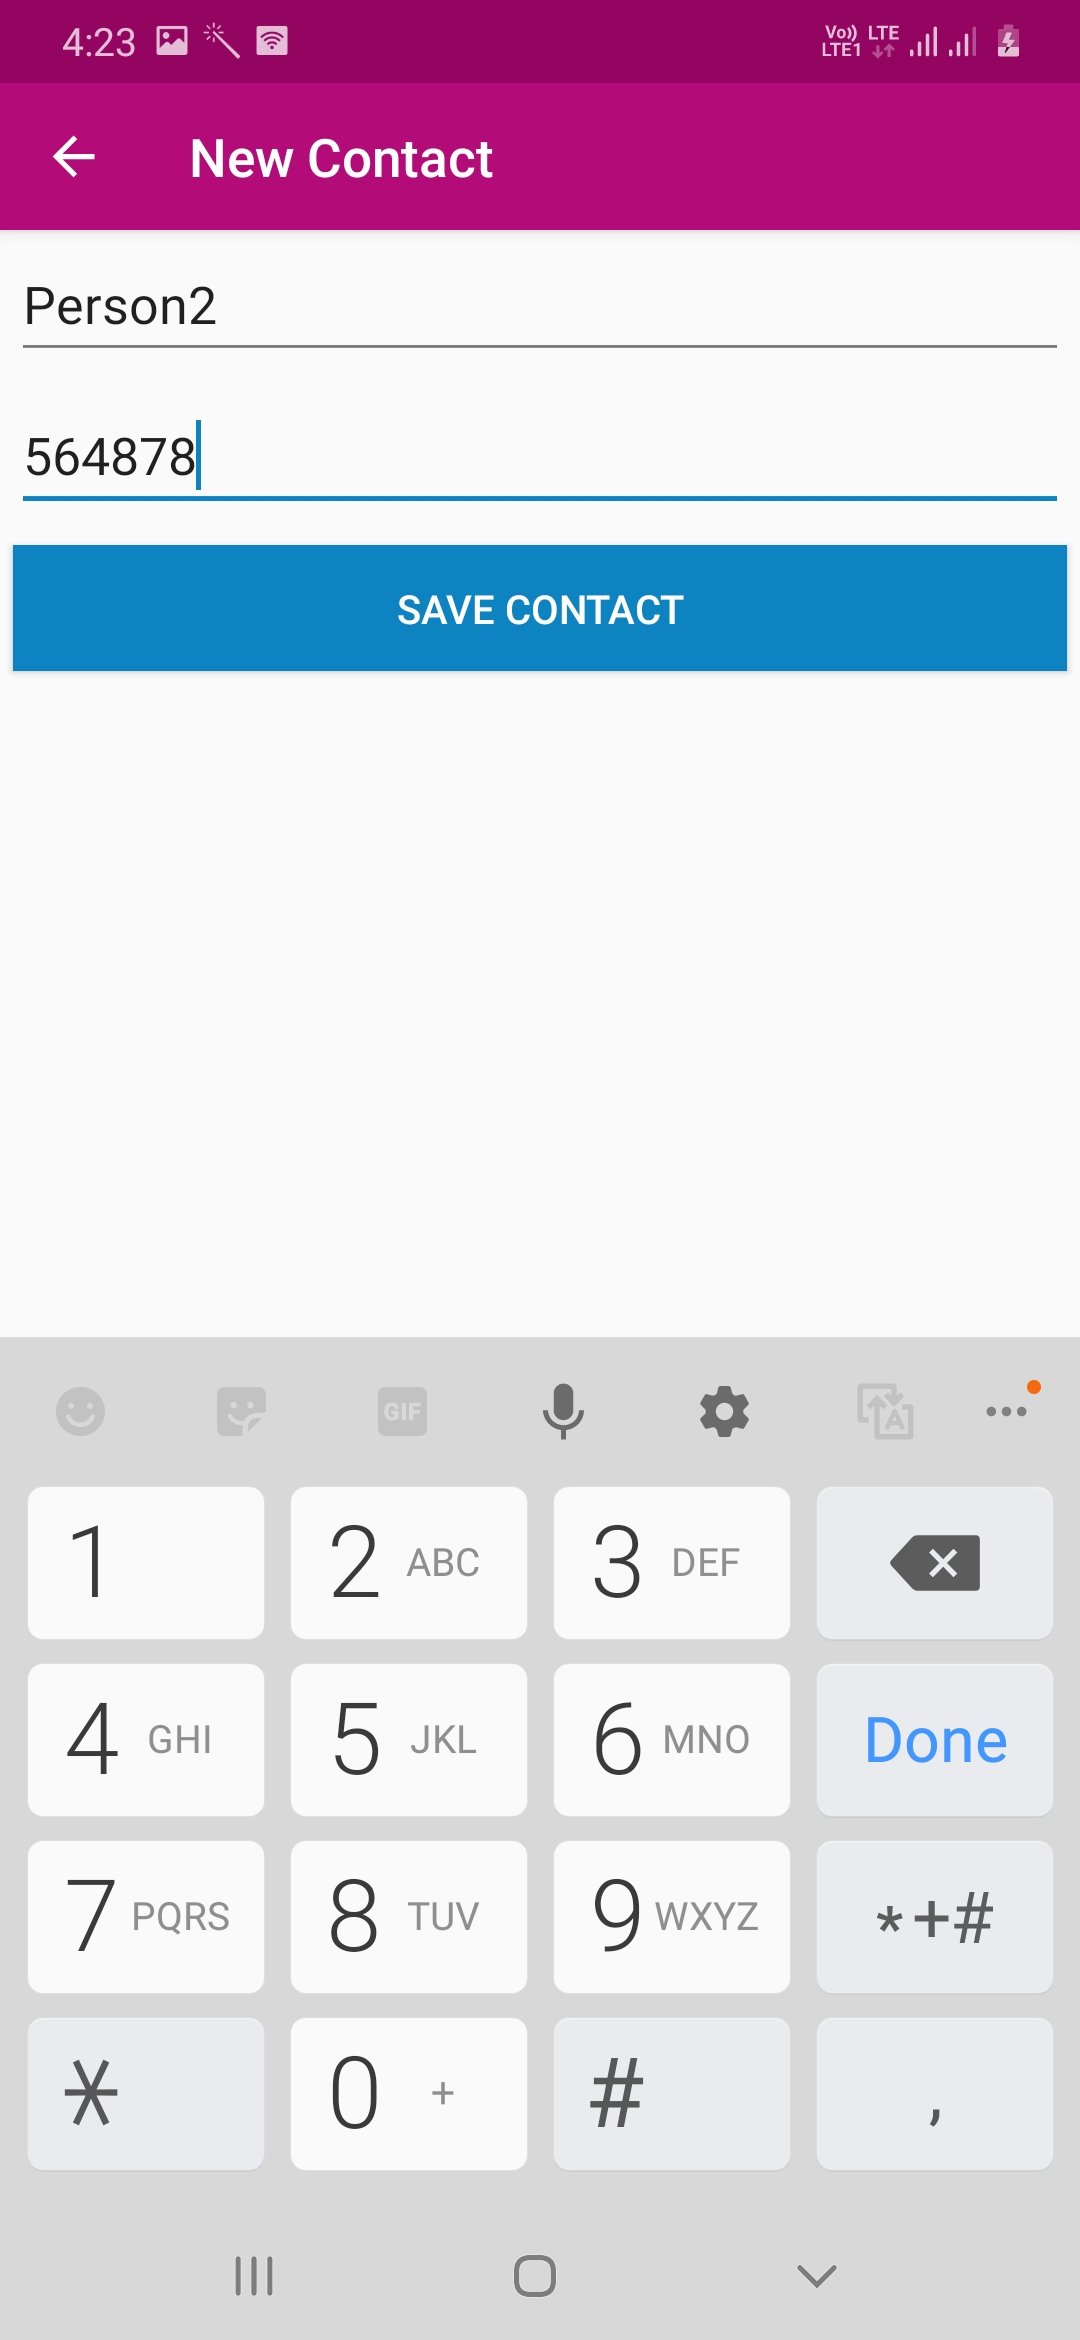 4:23 Vo)) LTE
LTE1
New Contact
Person2
564878
SAVE CONTACT
GIF A
1 2 ABC 3 DEF
4 GHI 5 JKL 6 MNO Done
7 PQRS 8 TUV 9 WXYZ *+#
* 0 + # ,